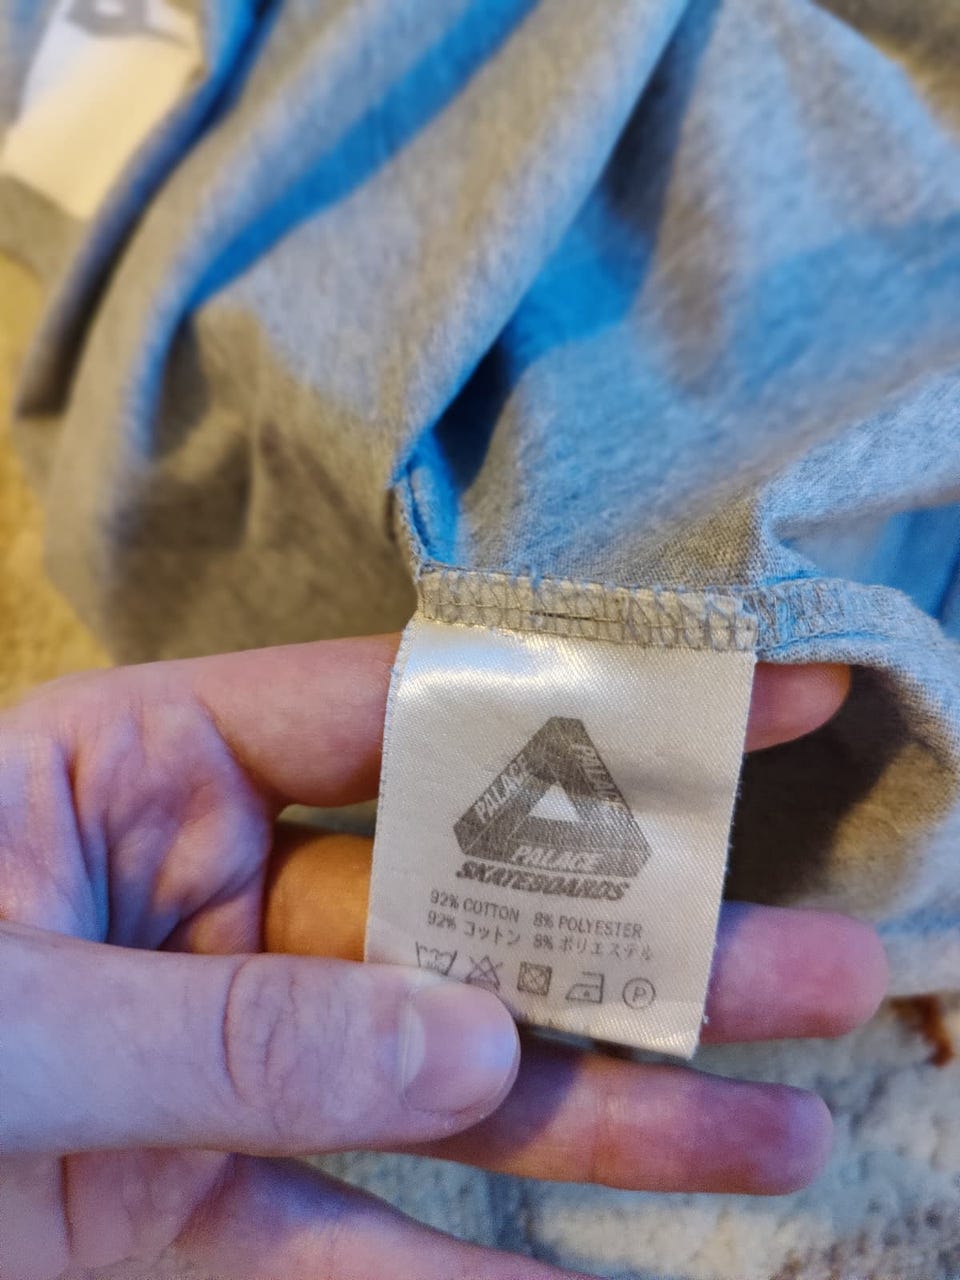 PALACE
PALACE
PALACE
SKATEBOARDS
92% COTTON 8% POLYESTER
92% コットン 8% ポリエステル
P